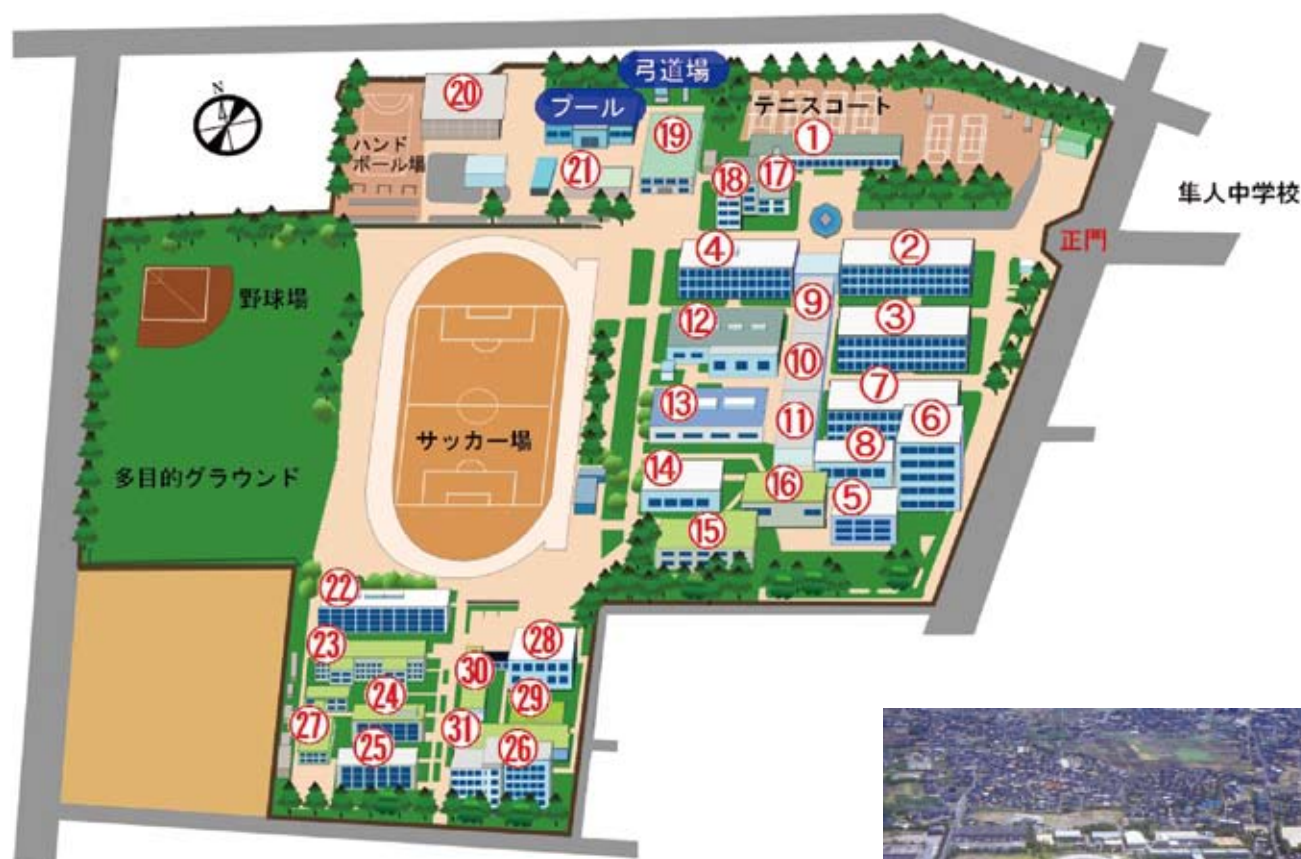 N
弓道場
プール
テニスコート
ハンド
ボール場
隼人中学校
正門
野球場
サッカー場
多目的グラウンド
⑳
⑲
①
㉑
⑱
⑰
④
②
⑨
⑫
③
⑩
⑦
⑬
⑪
⑥
⑧
⑭
⑯
⑤
⑮
㉒
㉓
㉘
㉚
㉔
㉙
㉗
㉛
㉕
㉖